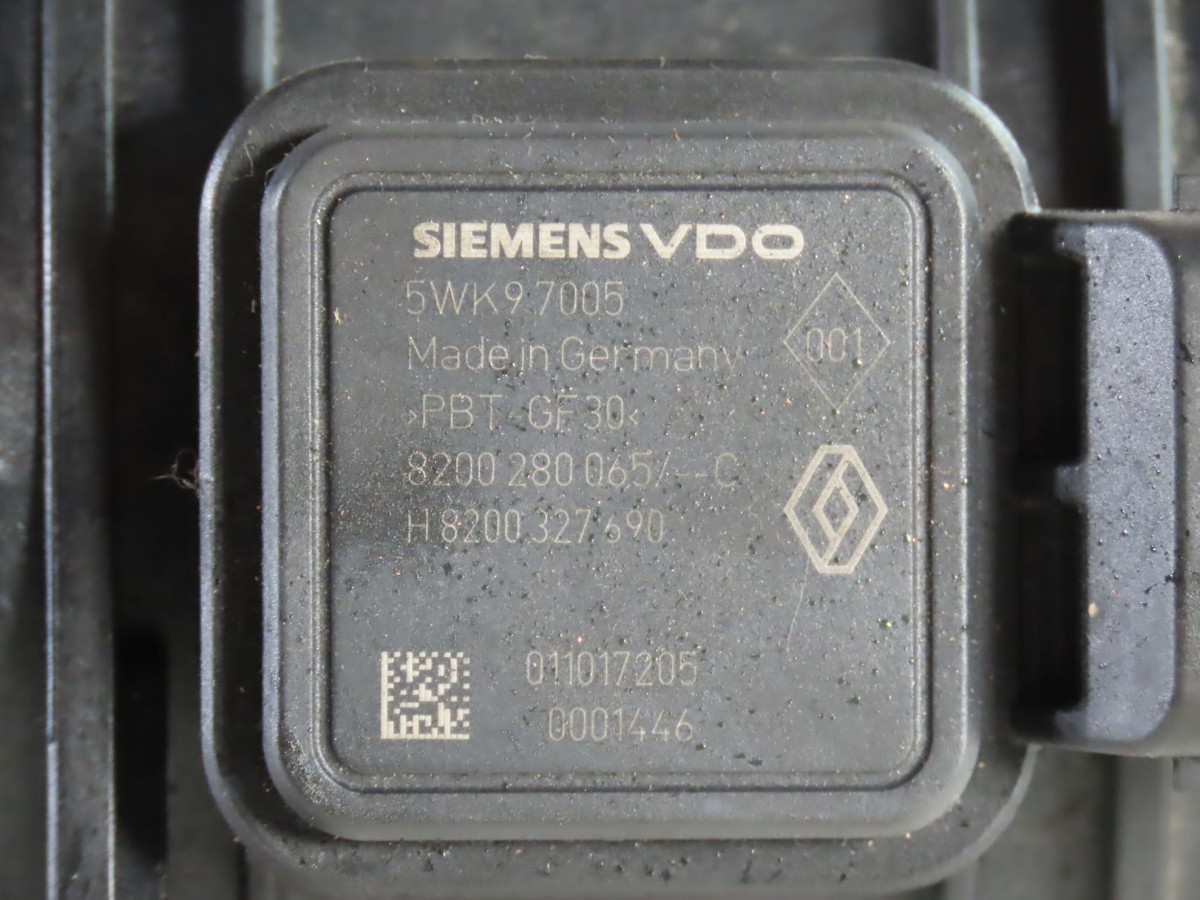 SIEMENS VDO
5WK9 7005
Made in Germany
001
>PBT-GF30<
8200 280 065/--C
H 8200 327 690
011017205
0001446